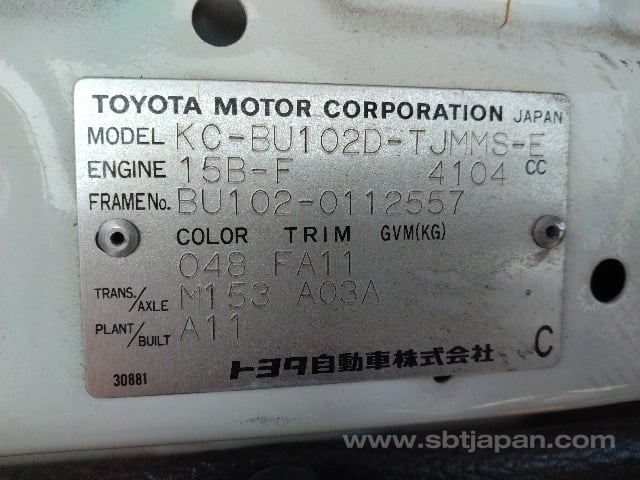 TOYOTA MOTOR CORPORATION JAPAN
MODEL KC-BU102D-TJMMS-E
ENGINE 15B-F 4104 CC
FRAME No. BU102-0112557
COLOR TRIM GVM(KG)
048 FA11
TRANS./AXLE M153 A03A
PLANT/BUILT A11
トヨタ自動車株式会社 C
30881
www.sbtjapan.com